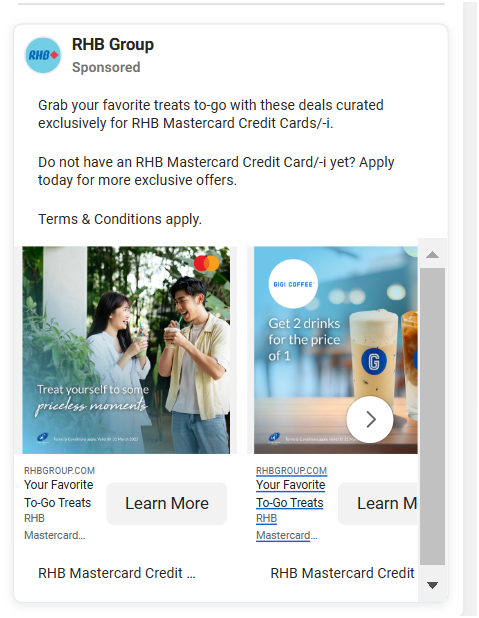 RHB
RHB Group
Sponsored
Grab your favorite treats to-go with these deals curated
exclusively for RHB Mastercard Credit Cards/-i.
Do not have an RHB Mastercard Credit Card/-i yet? Apply
today for more exclusive offers.
Terms & Conditions apply.
Treat yourself to some
priceless moments
GIGI COFFEE
Get 2 drinks
for the price
of 1
G
RHBGROUP.COM
Your Favorite
To-Go Treats
RHB
Mastercard...
Learn More
RHB Mastercard Credit ...
RHBGROUP.COM
Your Favorite
To-Go Treats
RHB
Mastercard...
Learn M
RHB Mastercard Credit